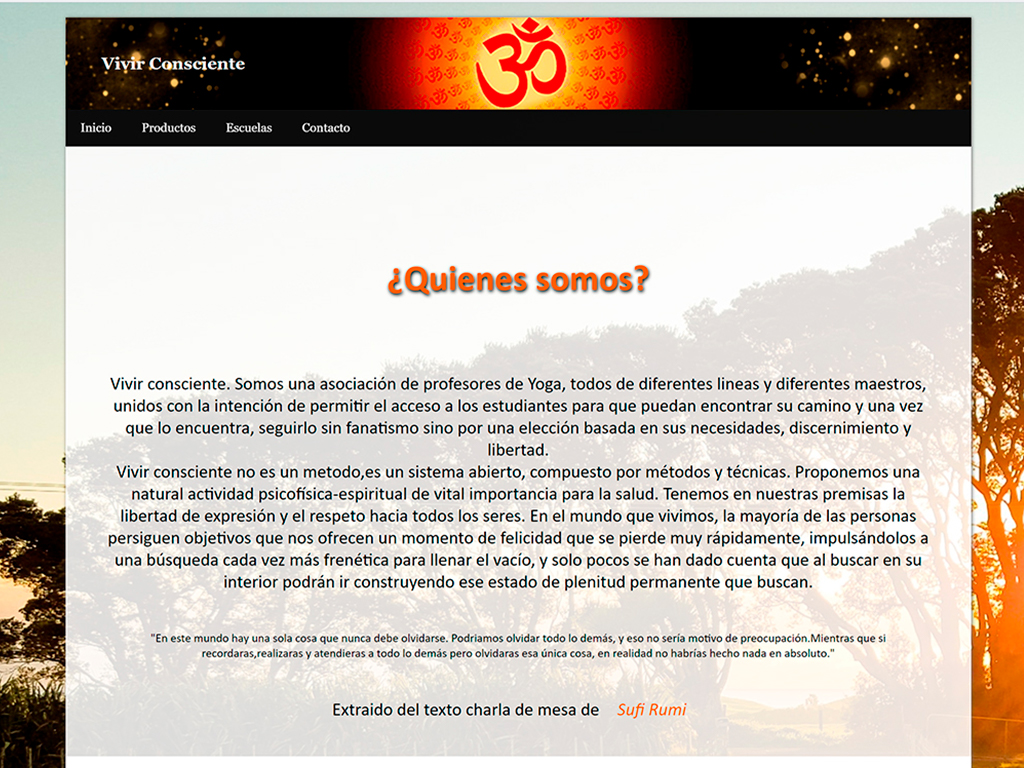 Vivir Consciente
Inicio Productos Escuelas Contacto
¿Quienes somos?
Vivir consciente. Somos una asociación de profesores de Yoga, todos de diferentes lineas y diferentes maestros,
unidos con la intención de permitir el acceso a los estudiantes para que puedan encontrar su camino y una vez
que lo encuentra, seguirlo sin fanatismo sino por una elección basada en sus necesidades, discernimiento y
libertad.
Vivir consciente no es un metodo,es un sistema abierto, compuesto por métodos y técnicas. Proponemos una
natural actividad psicofísica-espiritual de vital importancia para la salud. Tenemos en nuestras premisas la
libertad de expresión y el respeto hacia todos los seres. En el mundo que vivimos, la mayoría de las personas
persiguen objetivos que nos ofrecen un momento de felicidad que se pierde muy rápidamente, impulsándolos a
una búsqueda cada vez más frenética para llenar el vacío, y solo pocos se han dado cuenta que al buscar en su
interior podrán ir construyendo ese estado de plenitud permanente que buscan.
"En este mundo hay una sola cosa que nunca debe olvidarse. Podriamos olvidar todo lo demás, y eso no sería motivo de preocupación.Mientras que si
recordaras,realizaras y atendieras a todo lo demás pero olvidaras esa única cosa, en realidad no habrías hecho nada en absoluto."
Extraido del texto charla de mesa de Sufi Rumi